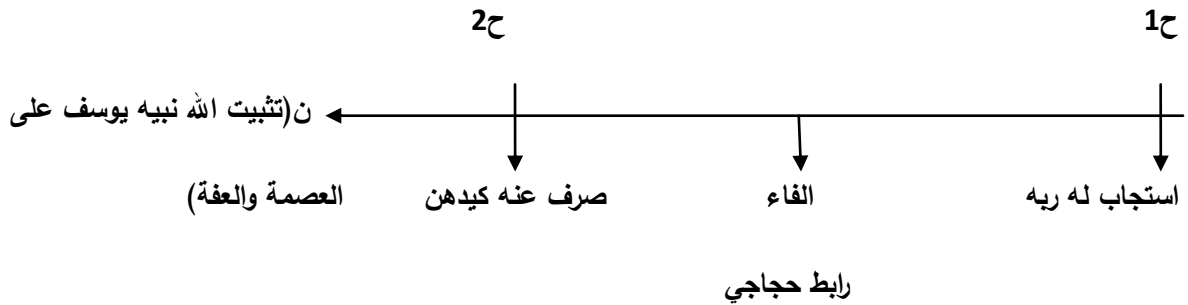 ح1 ح2
ن(تثبيت الله نبيه يوسف على
استجاب له ربه الفاء صرف عنه كيدهن العصمة والعفة)
رابط حجاجي